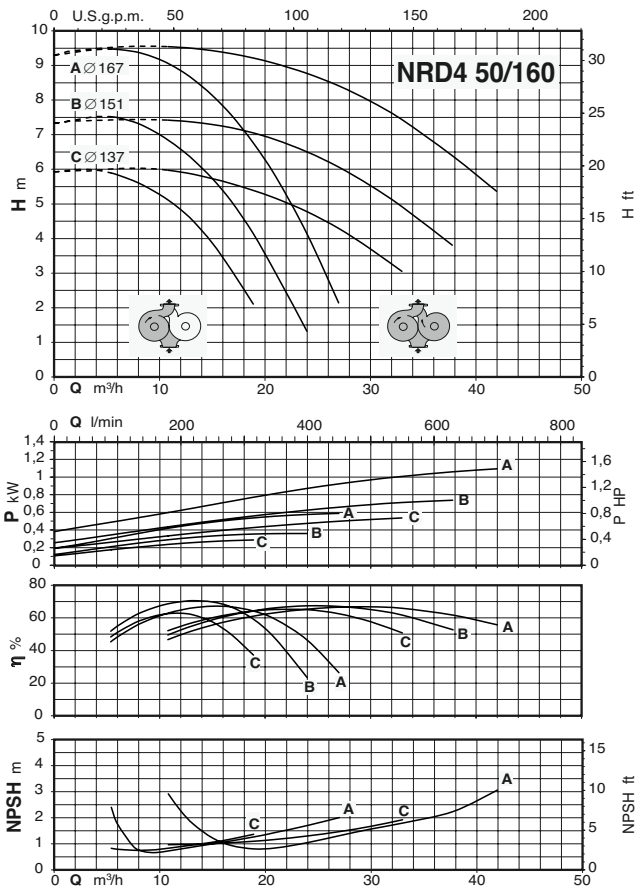 0 U.S.g.p.m. 50 100 150 200
10
9
8
7
6
5
4
3
2
1
0
H m
30
25
20
15
10
5
0
H ft
NRD4 50/160
A Ø 167
B Ø 151
C Ø 137
0 Q m³/h 10 20 30 40 50
0 Q l/min 200 400 600 800
1,4
1,2
1
0,8
0,6
0,4
0,2
0
P kW
1,6
1,2
0,8
0,4
0
P HP
A
B
A
C
B
C
80
60
40
20
0
η %
C
B
A
C
B
A
5
4
3
2
1
0
NPSH m
15
10
5
0
NPSH ft
C
A
C
A
0 Q m³/h 10 20 30 40 50